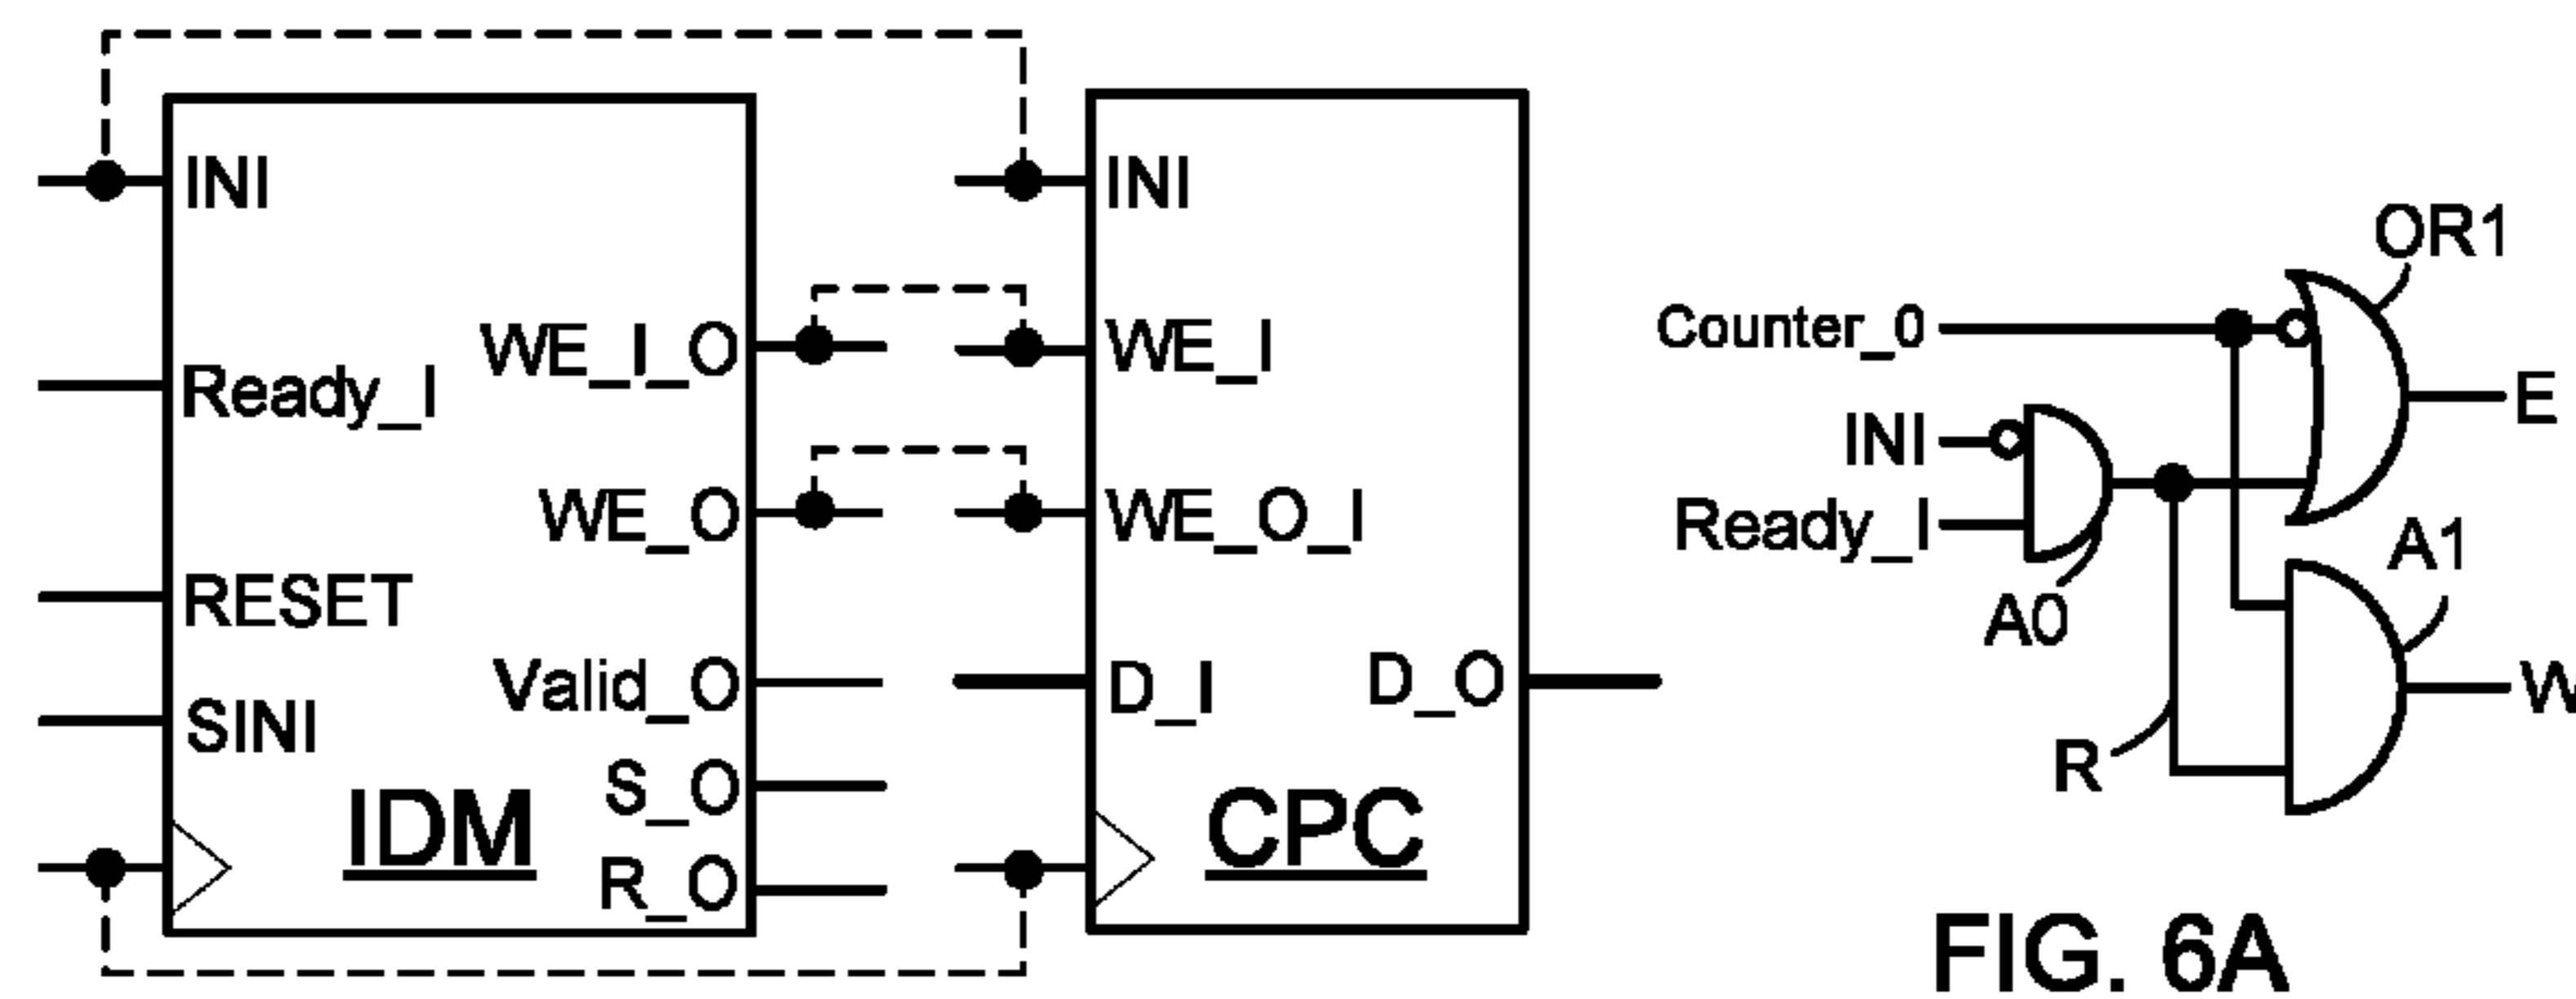 INI
Ready_I
WE_I_O
WE_O
RESET
Valid_O
SINI
S_O
R_O
IDM
INI
WE_I
WE_O_I
D_I
D_O
CPC
OR1
Counter_0
E
INI
Ready_I
A0
A1
R
W
FIG. 6A